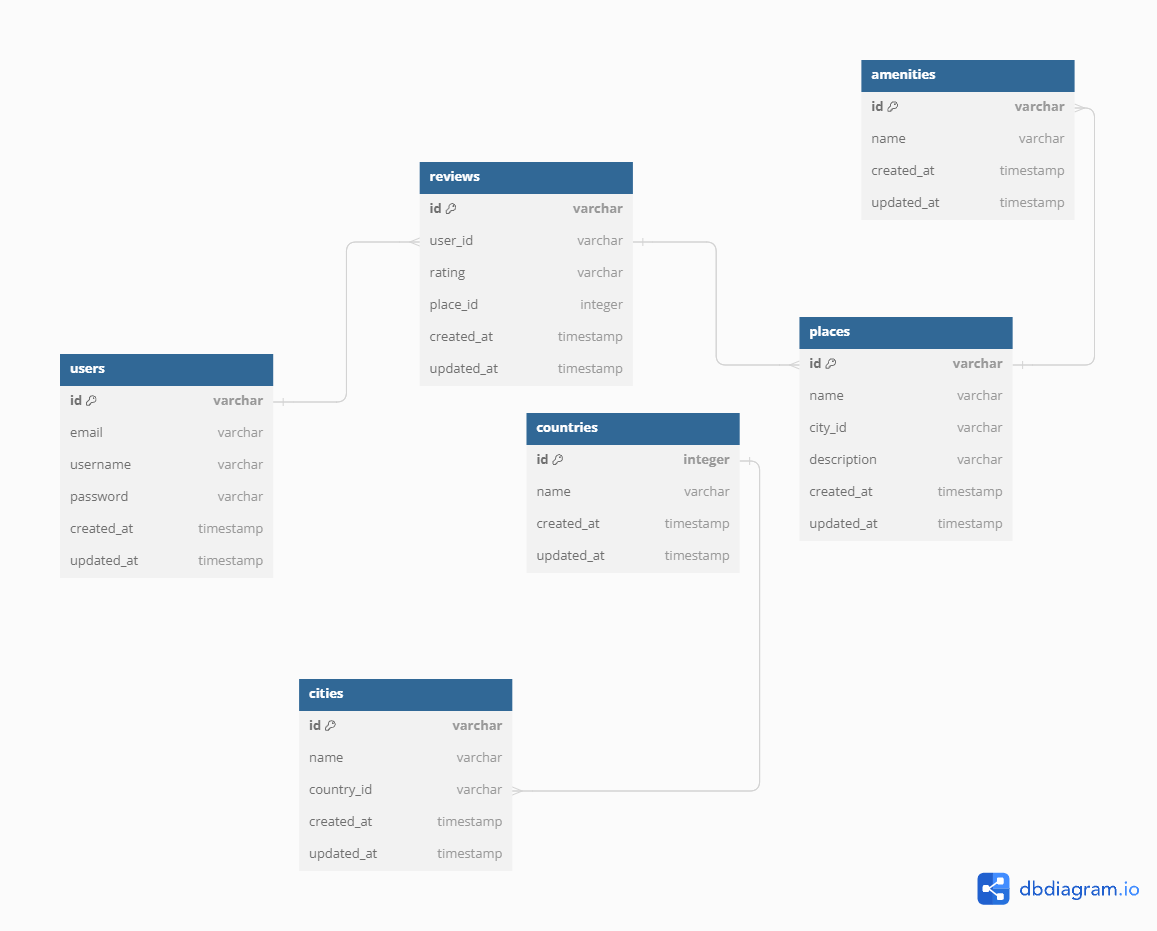 amenities
id varchar
name varchar
created_at timestamp
updated_at timestamp
reviews
id varchar
user_id varchar
rating varchar
place_id integer
created_at timestamp
updated_at timestamp
places
id varchar
name varchar
city_id varchar
description varchar
created_at timestamp
updated_at timestamp
users
id varchar
email varchar
username varchar
password varchar
created_at timestamp
updated_at timestamp
countries
id integer
name varchar
created_at timestamp
updated_at timestamp
cities
id varchar
name varchar
country_id varchar
created_at timestamp
updated_at timestamp
dbdiagram.io